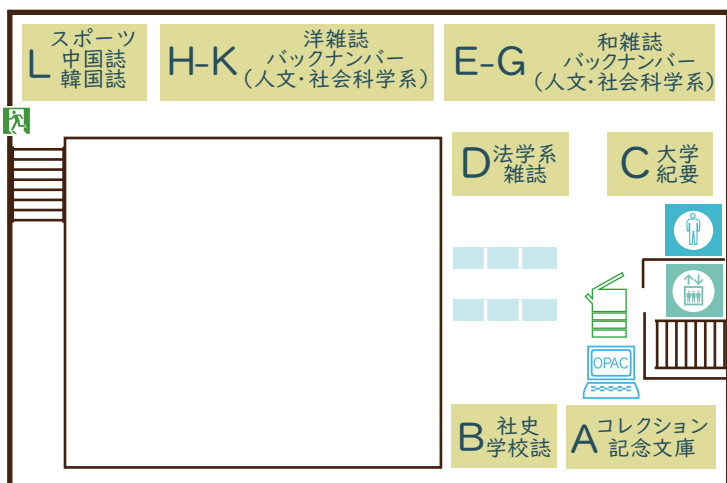 L
スポーツ
中国誌
韓国誌
H-K
洋雑誌
バックナンバー
(人文・社会科学系)
E-G
和雑誌
バックナンバー
(人文・社会科学系)
D
法学系
雑誌
C
大学
紀要
OPAC
B
社史
学校誌
A
コレクション
記念文庫